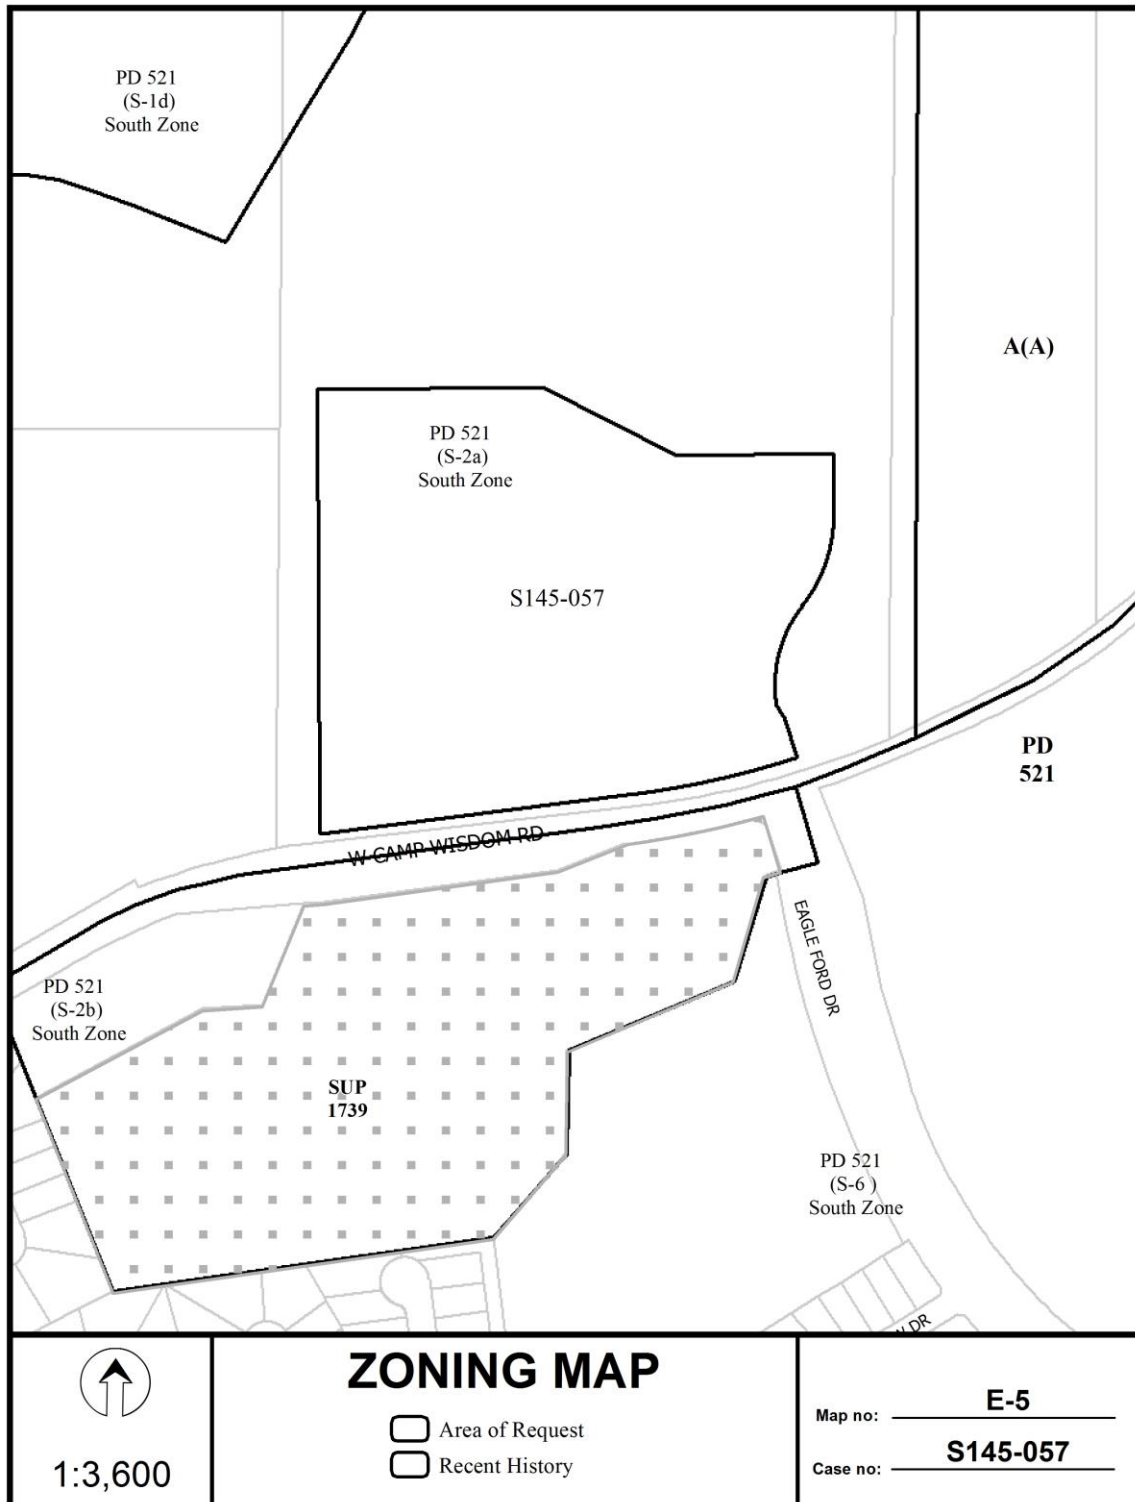 PD 521
(S-1d)
South Zone
A(A)
PD 521
(S-2a)
South Zone
S145-057
PD
521
W CAMP WISDOM RD
EAGLE FORD DR
PD 521
(S-2b)
South Zone
SUP
1739
PD 521
(S-6 )
South Zone
DR
1:3,600
ZONING MAP
Area of Request
Recent History
Map no: E-5
Case no: S145-057